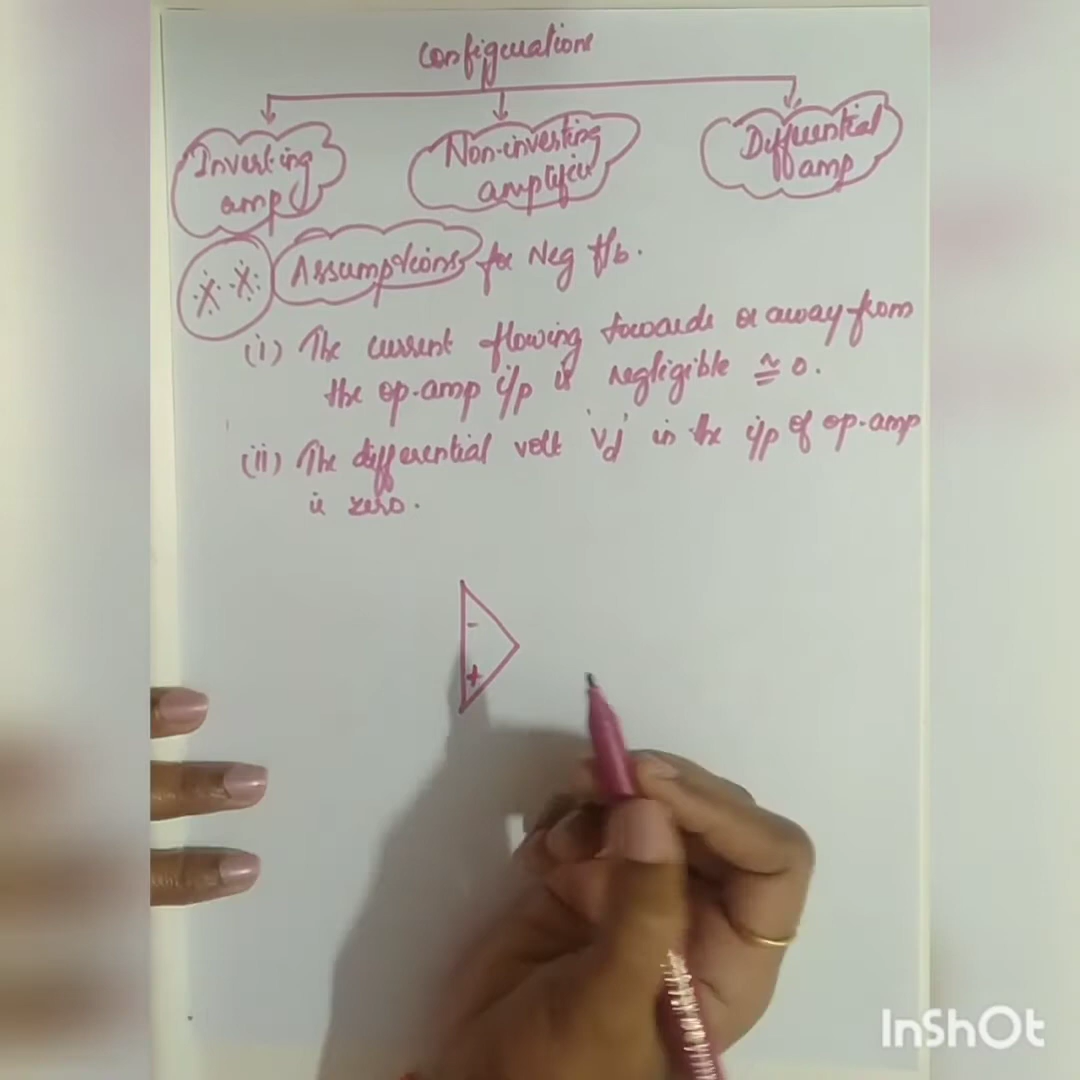 Configurations
Inverting
amp
Non-inverting
amplifier
Differential
amp
Assumptions for Neg f/b.
(i) The current flowing towards or away from
the op-amp i/p is negligible ≅ 0.
(ii) The differential volt 'Vd' in the i/p of op-amp
is zero.
-
+
InShOt